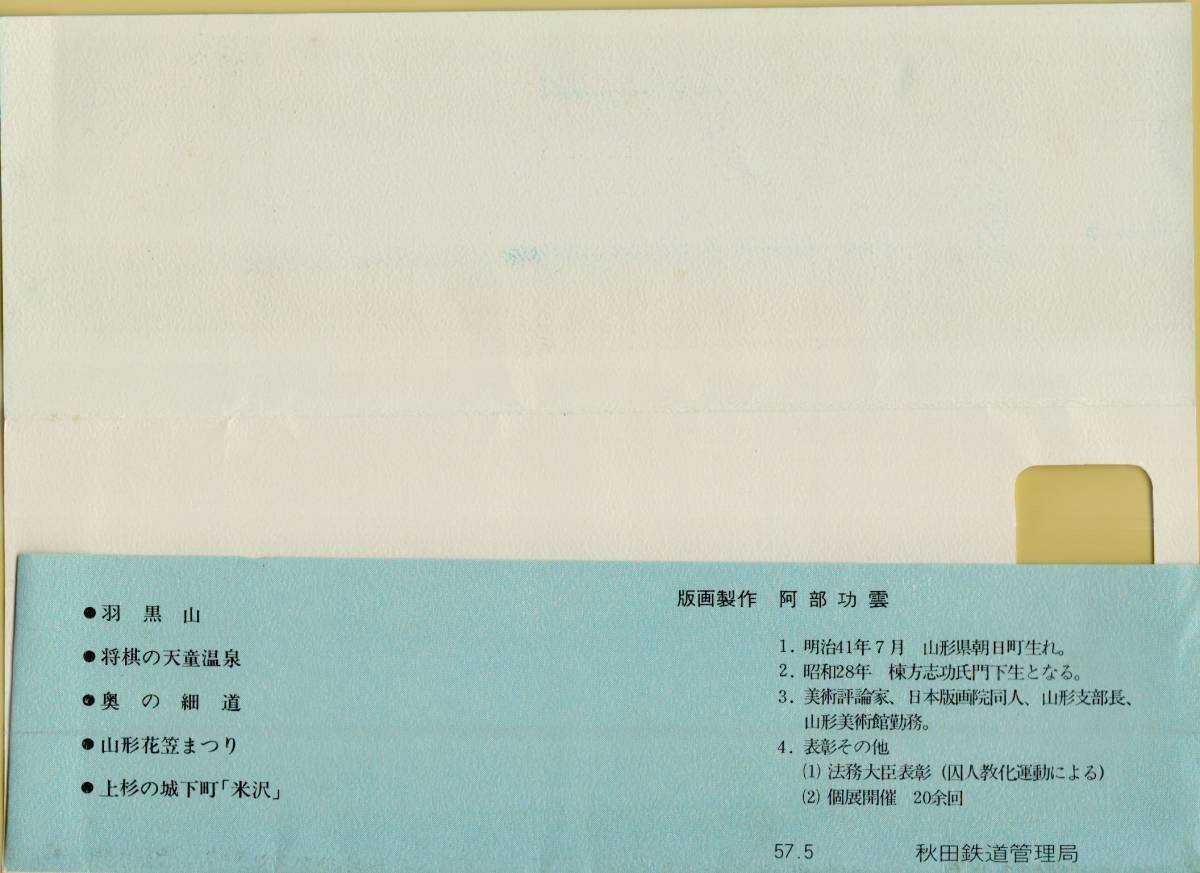 ●羽黒山
●将棋の天童温泉
●奥の細道
●山形花笠まつり
●上杉の城下町「米沢」
版画製作 阿部功雲
1. 明治41年7月 山形県朝日町生れ。
2. 昭和28年 棟方志功氏門下生となる。
3. 美術評論家、日本版画院同人、山形支部長、
山形美術館勤務。
4. 表彰その他
(1) 法務大臣表彰(囚人教化運動による)
(2) 個展開催 20余回
57.5 秋田鉄道管理局